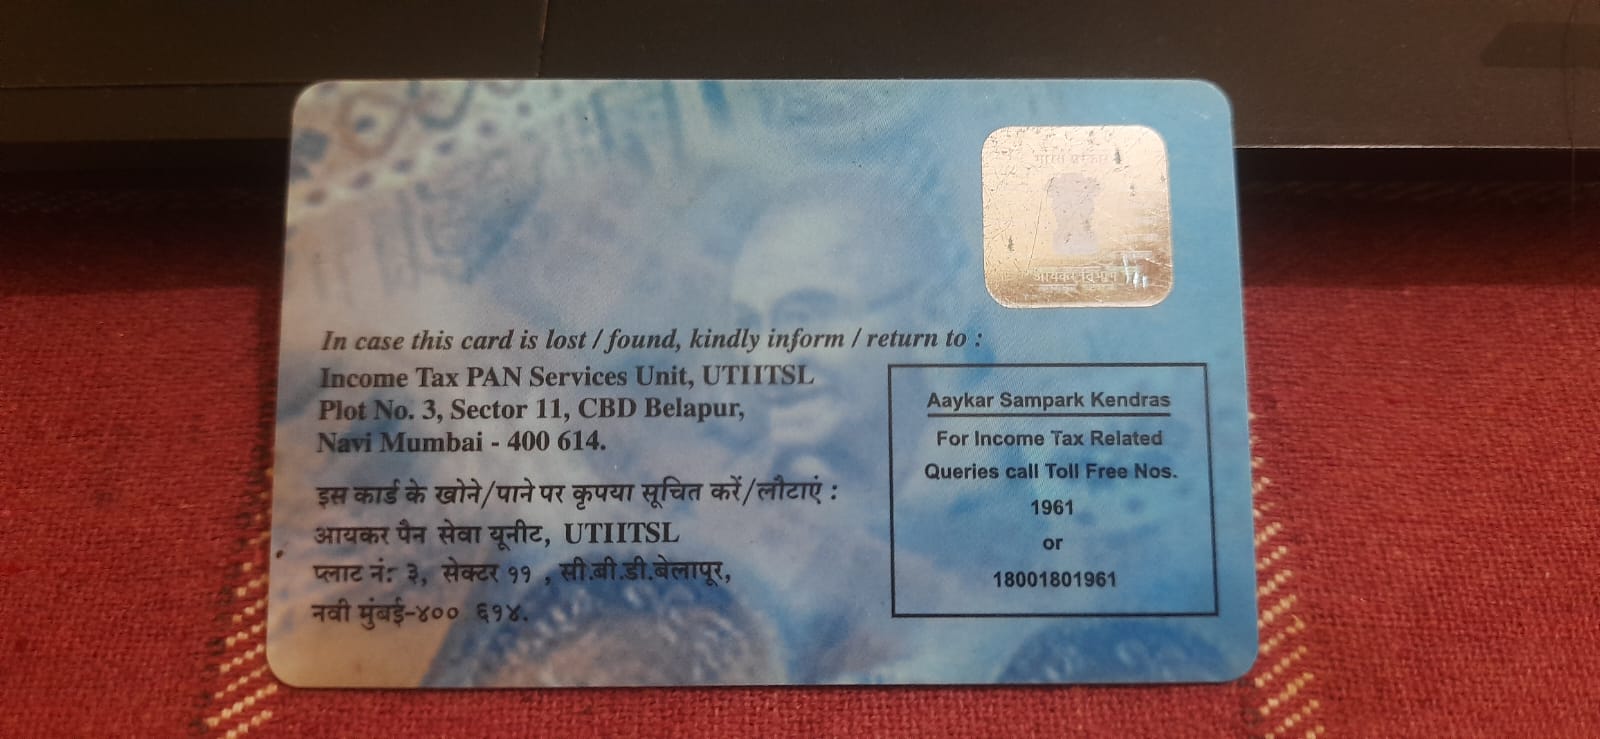 भारत सरकार
आयकर विभाग
In case this card is lost / found, kindly inform / return to :
Income Tax PAN Services Unit, UTIITSL
Plot No. 3, Sector 11, CBD Belapur,
Navi Mumbai - 400 614.
इस कार्ड के खोने/पाने पर कृपया सूचित करें/लौटाएं :
आयकर पैन सेवा यूनीट, UTIITSL
प्लाट नं: ३, सेक्टर ११ , सी.बी.डी.बेलापूर,
नवी मुंबई-४०० ६१४.
Aaykar Sampark Kendras
For Income Tax Related
Queries call Toll Free Nos.
1961
or
18001801961